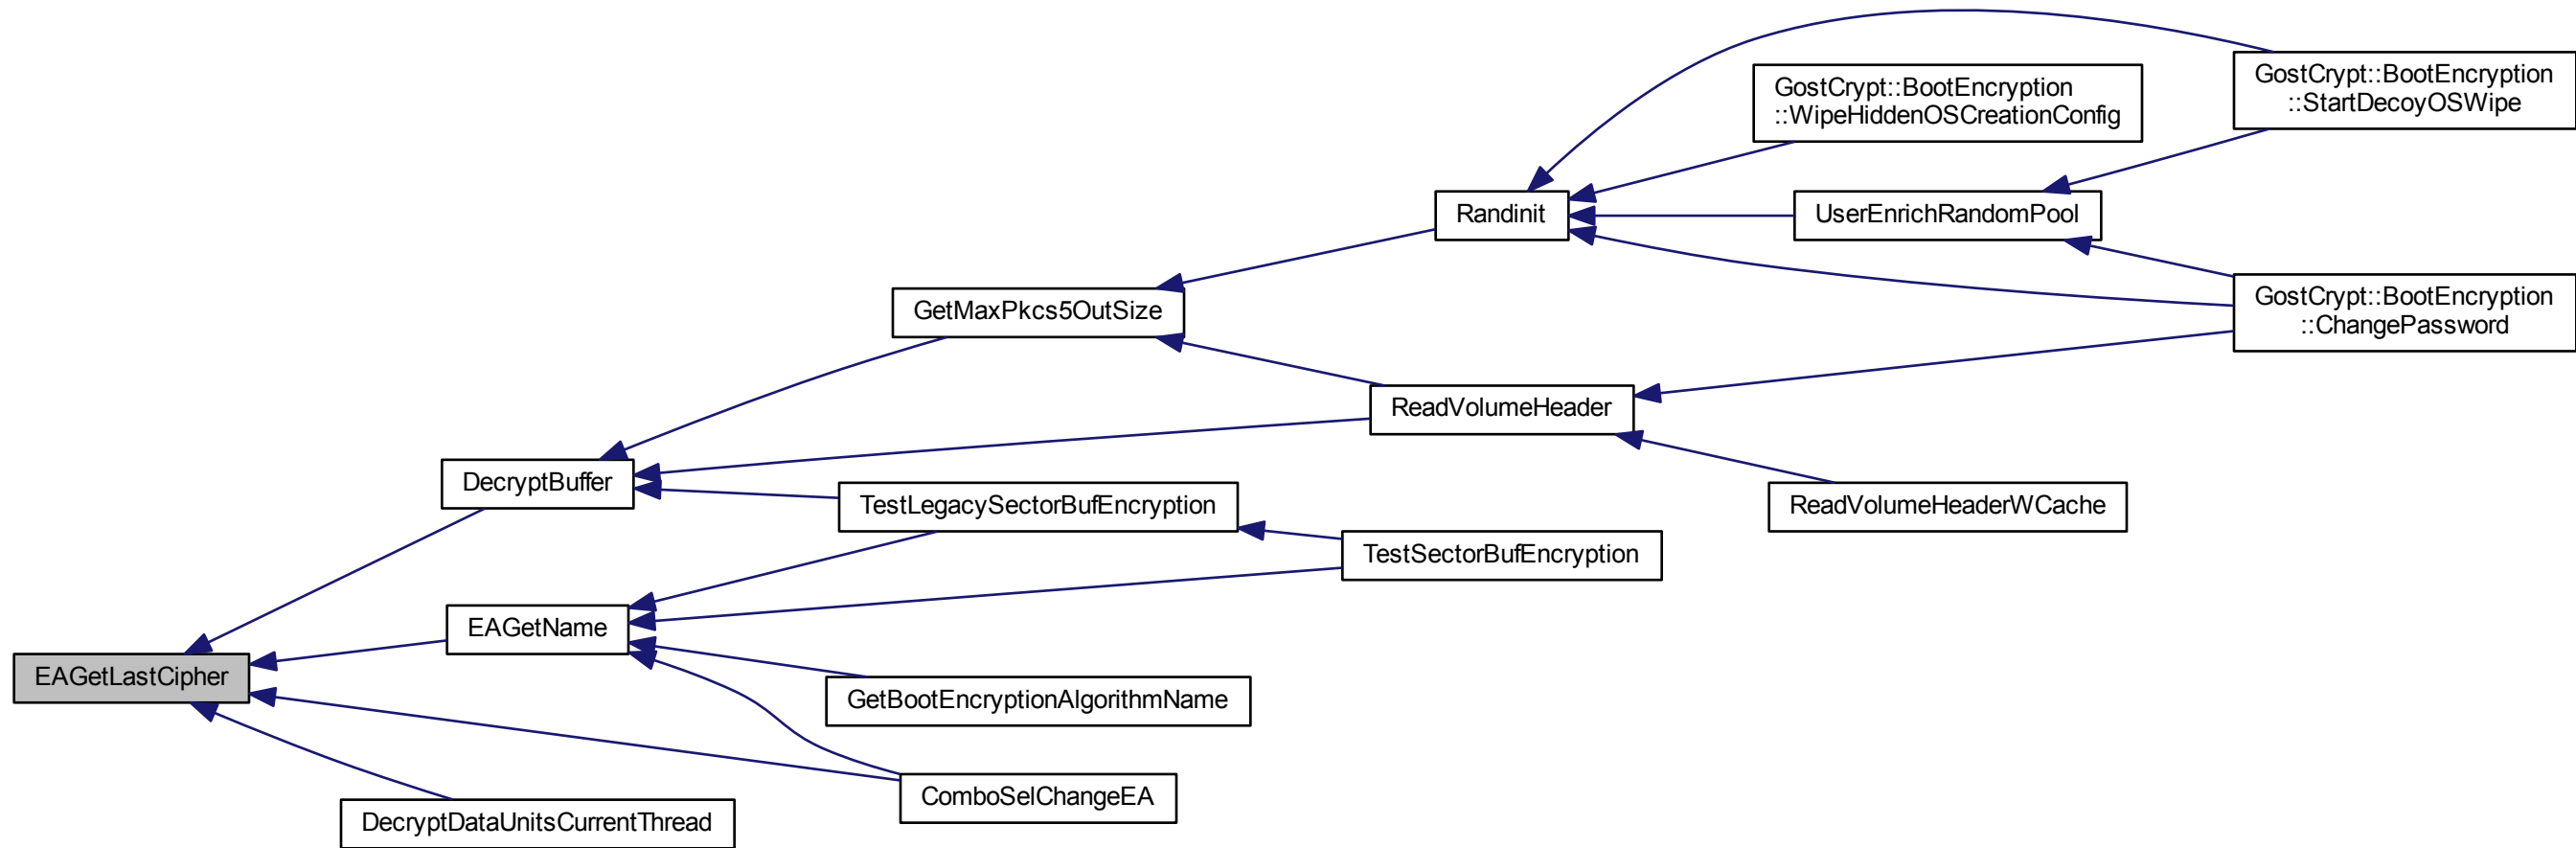 GostCrypt::BootEncryption
::StartDecoyOSWipe
GostCrypt::BootEncryption
::WipeHiddenOSCreationConfig
Randinit
UserEnrichRandomPool
GostCrypt::BootEncryption
::ChangePassword
GetMaxPkcs5OutSize
ReadVolumeHeader
DecryptBuffer
TestLegacySectorBufEncryption
ReadVolumeHeaderWCache
TestSectorBufEncryption
EAGetName
EAGetLastCipher
GetBootEncryptionAlgorithmName
ComboSelChangeEA
DecryptDataUnitsCurrentThread